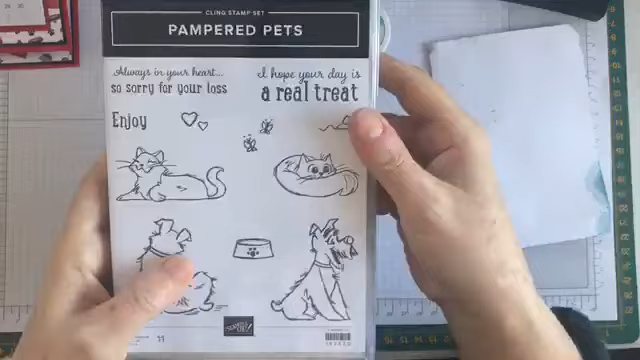 CLING STAMP SET
PAMPERED PETS
Always in your heart...
so sorry for your loss
I hope your day is
a real treat
Enjoy
11